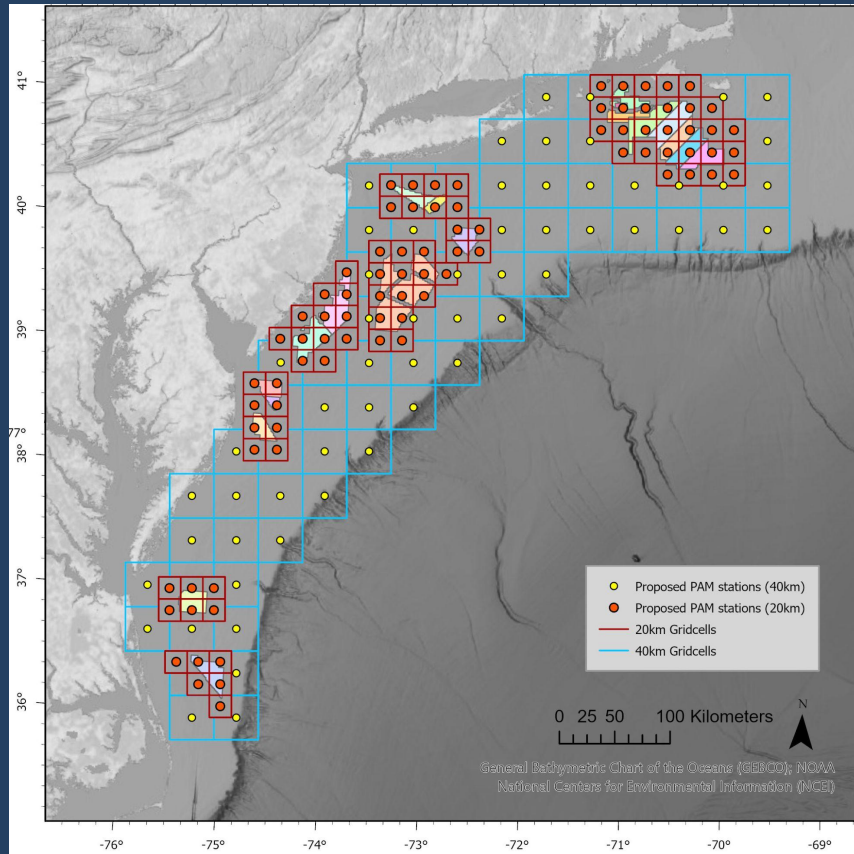 41°
40°
39°
77°
38°
37°
36°
Proposed PAM stations (40km)
Proposed PAM stations (20km)
20km Gridcells
40km Gridcells
0 25 50 100 Kilometers
N
General Bathymetric Chart of the Oceans (GEBCO); NOAA
National Centers for Environmental Information (NCEI)
-76° -75° -74° -73° -72° -71° -70° -69°